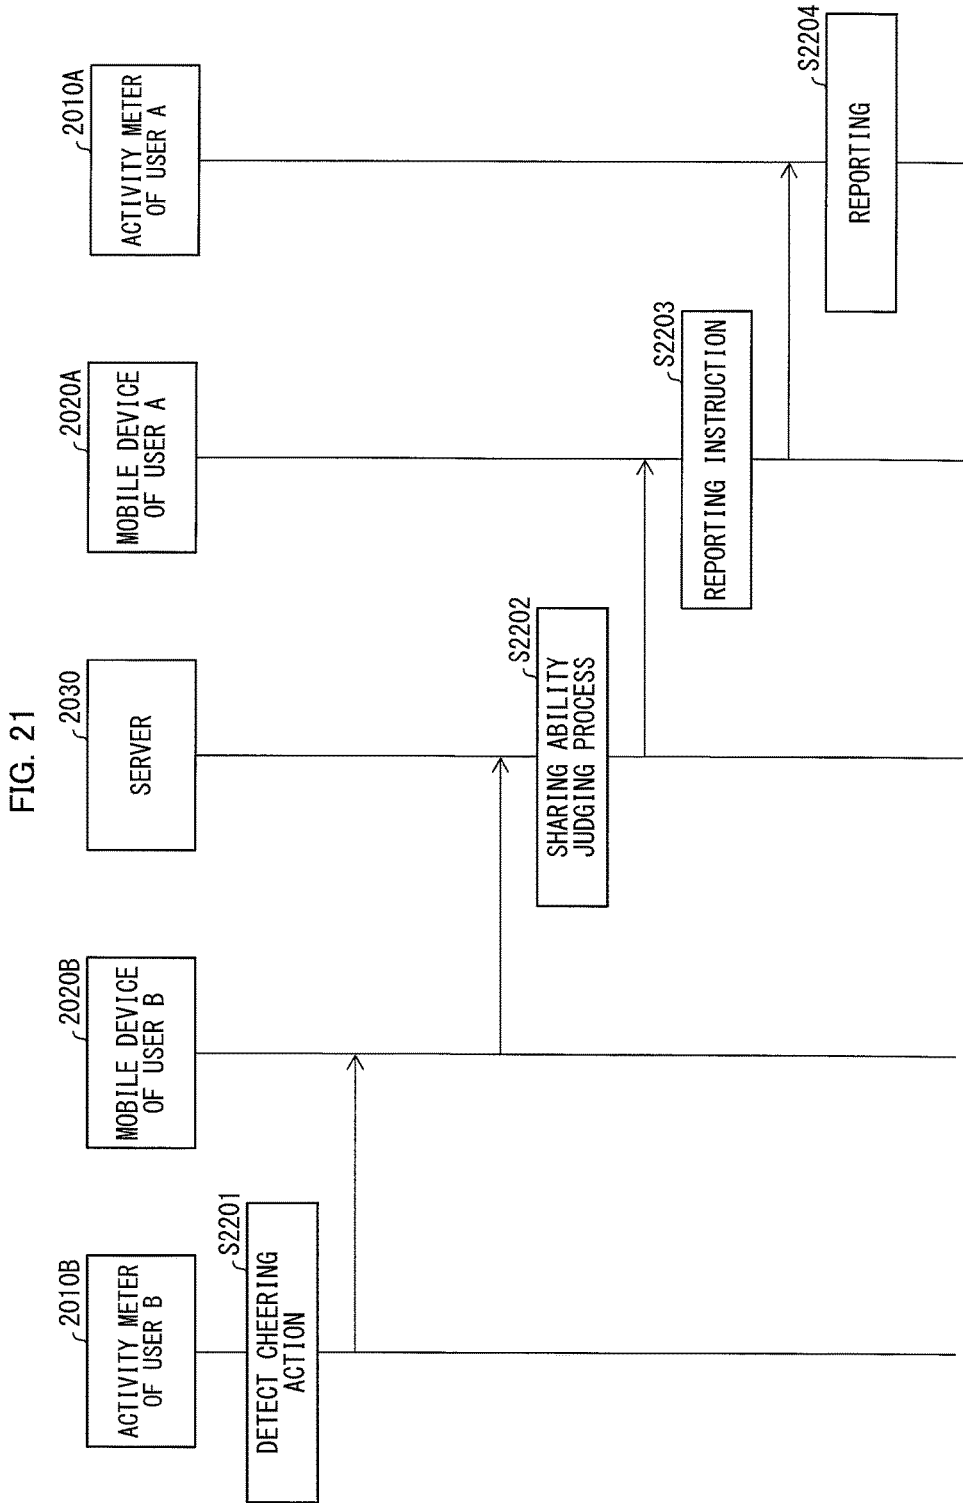 FIG. 21
2010B
ACTIVITY METER
OF USER B
2020B
MOBILE DEVICE
OF USER B
2030
SERVER
2020A
MOBILE DEVICE
OF USER A
2010A
ACTIVITY METER
OF USER A
S2201
DETECT CHEERING
ACTION
S2202
SHARING ABILITY
JUDGING PROCESS
S2203
REPORTING INSTRUCTION
S2204
REPORTING